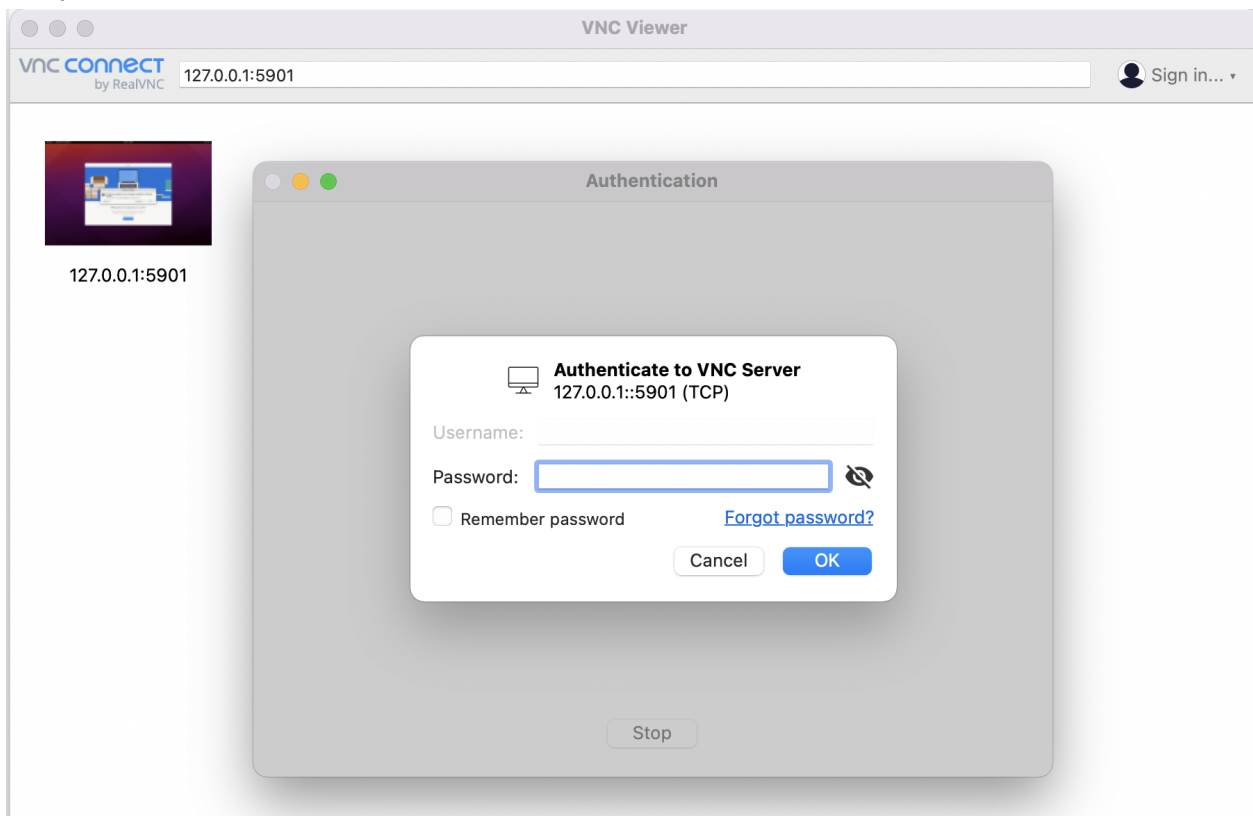 VNC Viewer
vnc connect
by RealVNC
127.0.0.1:5901
Sign in...
127.0.0.1:5901
Authentication
Authenticate to VNC Server
127.0.0.1::5901 (TCP)
Username:
Password:
Remember password
Forgot password?
Cancel
OK
Stop